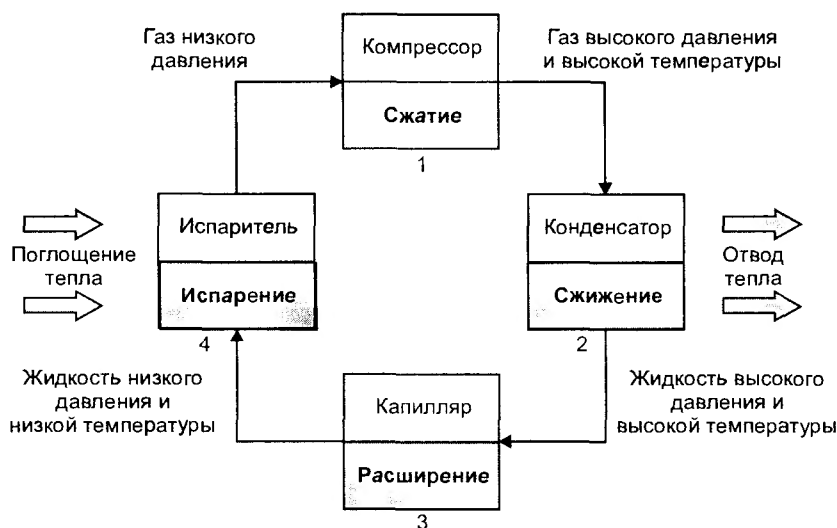 Газ низкого
давления
Компрессор
Сжатие
1
Газ высокого давления
и высокой температуры
Поглощение
тепла
Испаритель
Испарение
4
Конденсатор
Сжижение
2
Отвод
тепла
Жидкость низкого
давления и
низкой температуры
Капилляр
Расширение
3
Жидкость высокого
давления и
высокой температуры